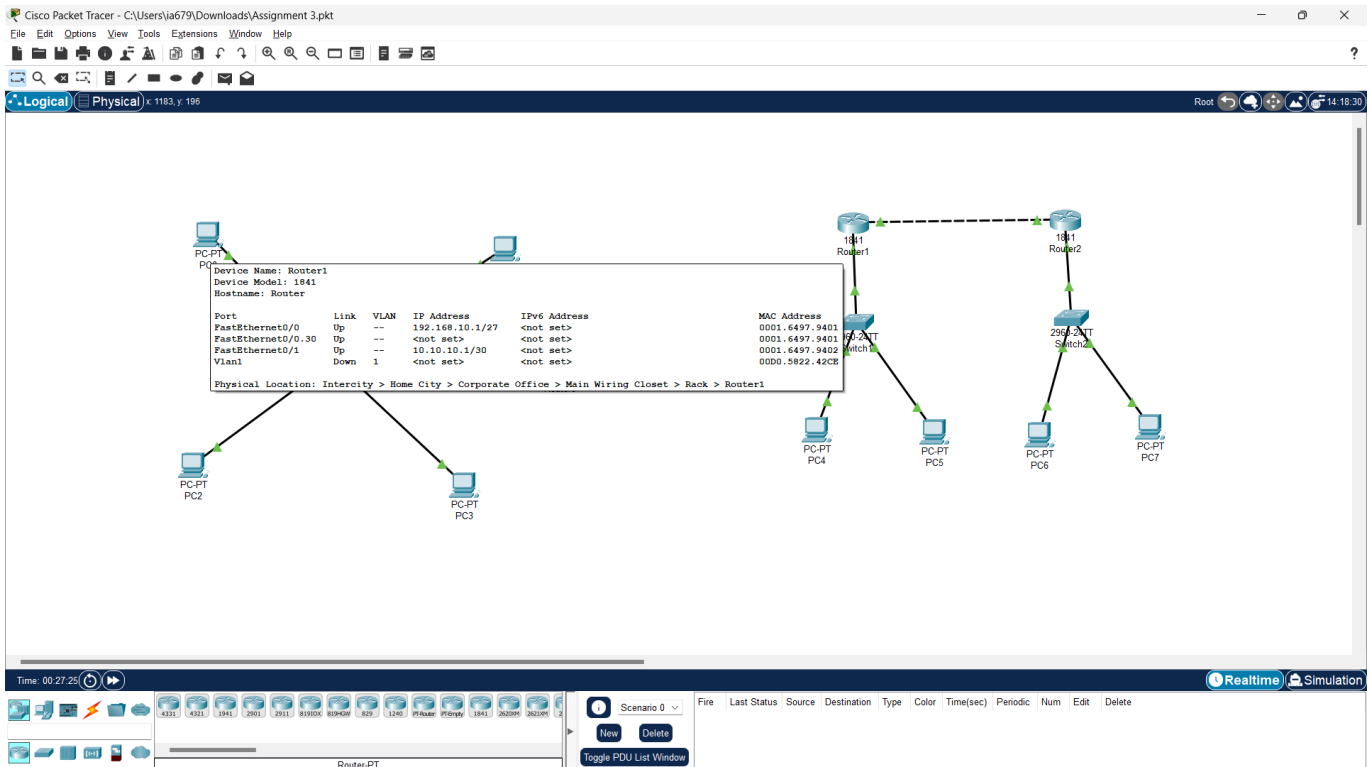 Cisco Packet Tracer - C:\Users\ia679\Downloads\Assignment 3.pkt
File Edit Options View Tools Extensions Window Help
?
Logical Physical x: 1183, y: 196 Root 14:18:30
PC-PT
1841
Router1
1841
Router2
Device Name: Router1
Device Model: 1841
Hostname: Router
Port Link VLAN IP Address IPv6 Address MAC Address
FastEthernet0/0 Up -- 192.168.10.1/27 <not set> 0001.6497.9401
FastEthernet0/0.30 Up -- <not set> <not set> 0001.6497.9401
FastEthernet0/1 Up -- 10.10.10.1/30 <not set> 0001.6497.9402
Vlan1 Down 1 <not set> <not set> 00D0.5822.42CE
Physical Location: Intercity > Home City > Corporate Office > Main Wiring Closet > Rack > Router1
2960-24TT
Switch2
PC-PT
PC4
PC-PT
PC5
PC-PT
PC6
PC-PT
PC7
PC-PT
PC2
PC-PT
PC3
Time: 00:27:25 Realtime Simulation
4331 4321 1941 2901 2911 819IOX 819HGW 829 1240 PT-Router PT-Empty 1841 2620XM 2621XM 2
Router-PT
Scenario 0
New Delete
Toggle PDU List Window
Fire Last Status Source Destination Type Color Time(sec) Periodic Num Edit Delete